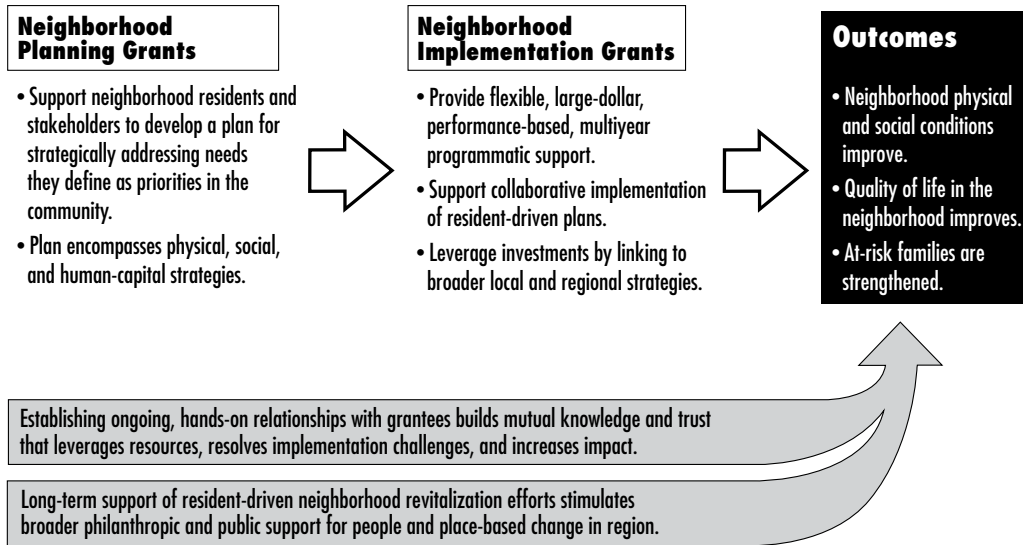 Neighborhood
Planning Grants
• Support neighborhood residents and
stakeholders to develop a plan for
strategically addressing needs
they define as priorities in the
community.
• Plan encompasses physical, social,
and human-capital strategies.
Neighborhood
Implementation Grants
• Provide flexible, large-dollar,
performance-based, multiyear
programmatic support.
• Support collaborative implementation
of resident-driven plans.
• Leverage investments by linking to
broader local and regional strategies.
Outcomes
• Neighborhood physical
and social conditions
improve.
• Quality of life in the
neighborhood improves.
• At-risk families are
strengthened.
Establishing ongoing, hands-on relationships with grantees builds mutual knowledge and trust
that leverages resources, resolves implementation challenges, and increases impact.
Long-term support of resident-driven neighborhood revitalization efforts stimulates
broader philanthropic and public support for people and place-based change in region.